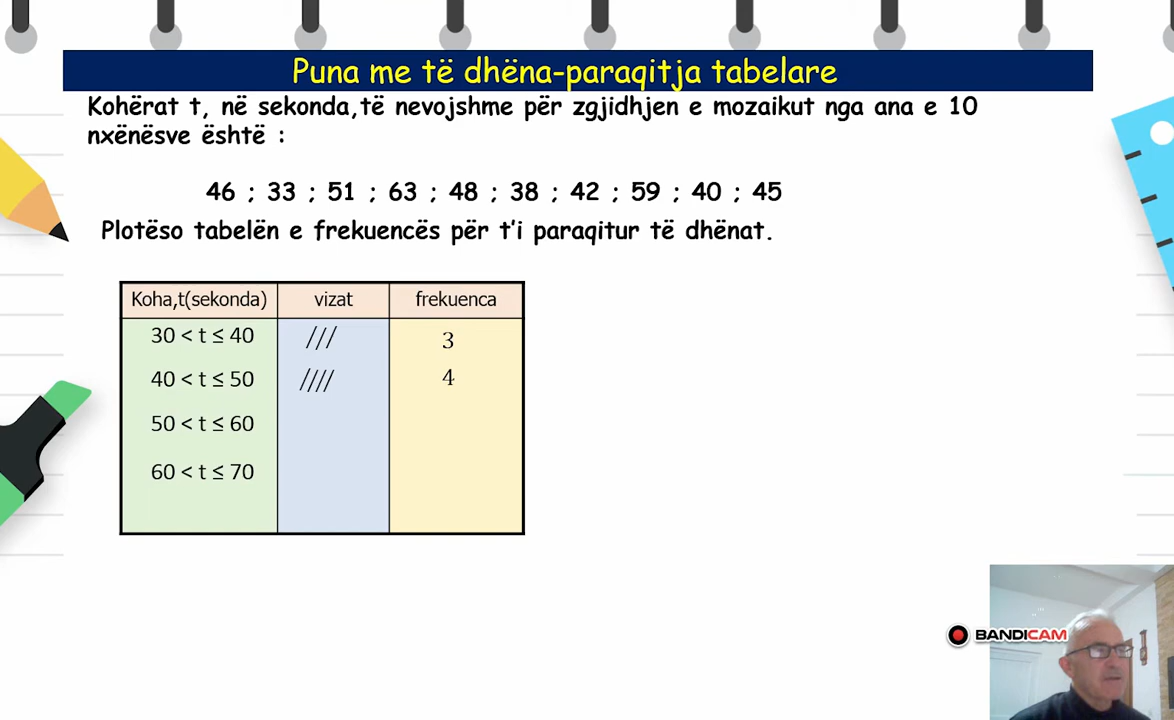 Puna me të dhëna-paraqitja tabelare
Kohërat t, në sekonda,të nevojshme për zgjidhjen e mozaikut nga ana e 10
nxënësve është :
46 ; 33 ; 51 ; 63 ; 48 ; 38 ; 42 ; 59 ; 40 ; 45
Plotëso tabelën e frekuencës për t'i paraqitur të dhënat.
Koha,t(sekonda) vizat frekuenca
30 < t ≤ 40 /// 3
40 < t ≤ 50 //// 4
50 < t ≤ 60
60 < t ≤ 70
BANDICAM